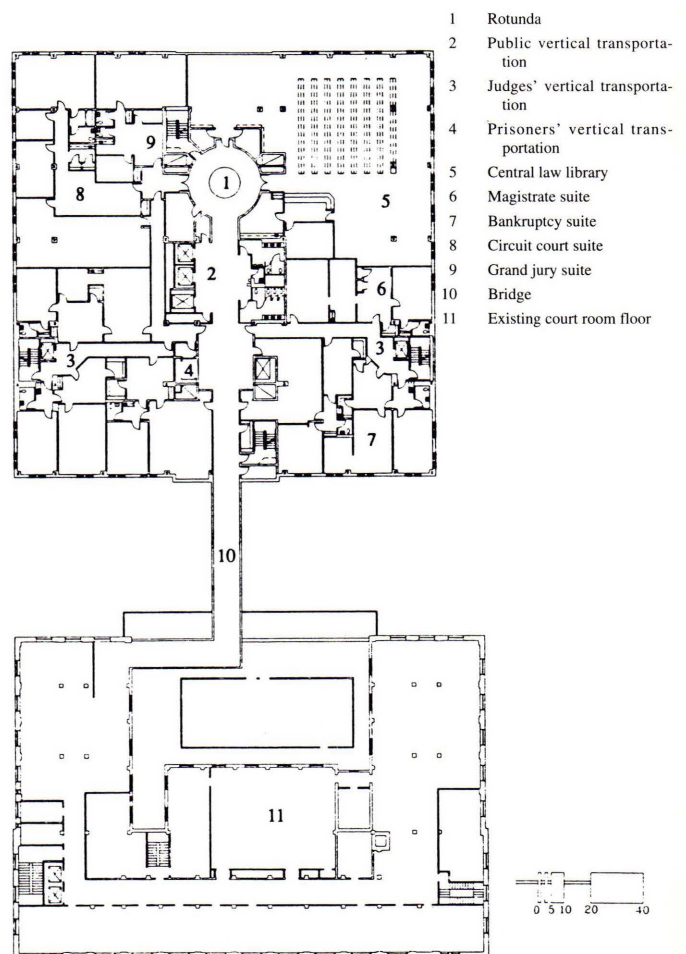 1 Rotunda
2 Public vertical transporta-
tion
3 Judges' vertical transporta-
tion
4 Prisoners' vertical trans-
portation
5 Central law library
6 Magistrate suite
7 Bankruptcy suite
8 Circuit court suite
9 Grand jury suite
10 Bridge
11 Existing court room floor
9
1
8
5
2
6
3
4
3
7
10
11
0 5 10 20 40